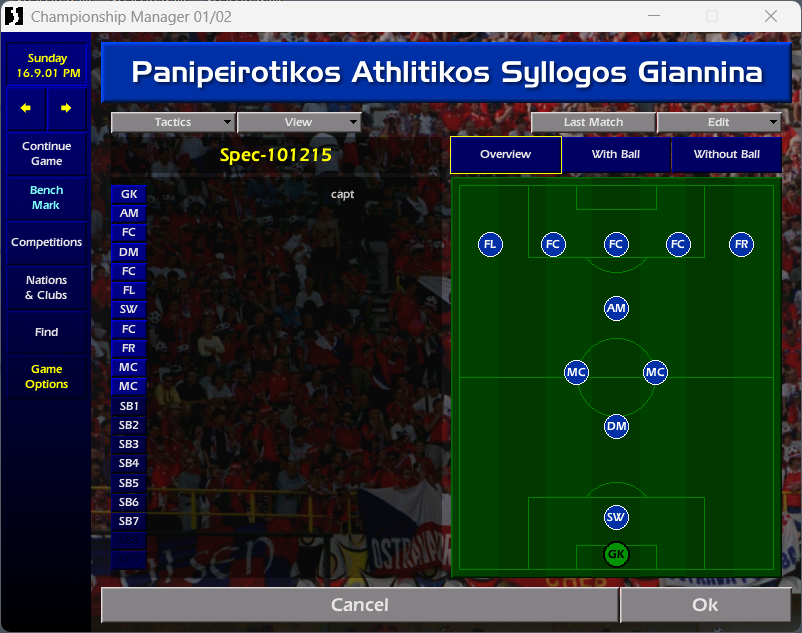 Championship Manager 01/02
Sunday
16.9.01 PM
Panipeirotikos Athlitikos Syllogos Giannina
Continue
Game
Bench
Mark
Competitions
Nations
& Clubs
Find
Game
Options
Tactics
View
Last Match
Edit
Spec-101215
Overview
With Ball
Without Ball
GK
capt
AM
FC
DM
FC
FL
SW
FC
FR
MC
MC
SB1
SB2
SB3
SB4
SB5
SB6
SB7
FL
FC
FC
FC
FR
AM
MC
MC
DM
SW
GK
OSTRAVA
CHEB
Cancel
Ok